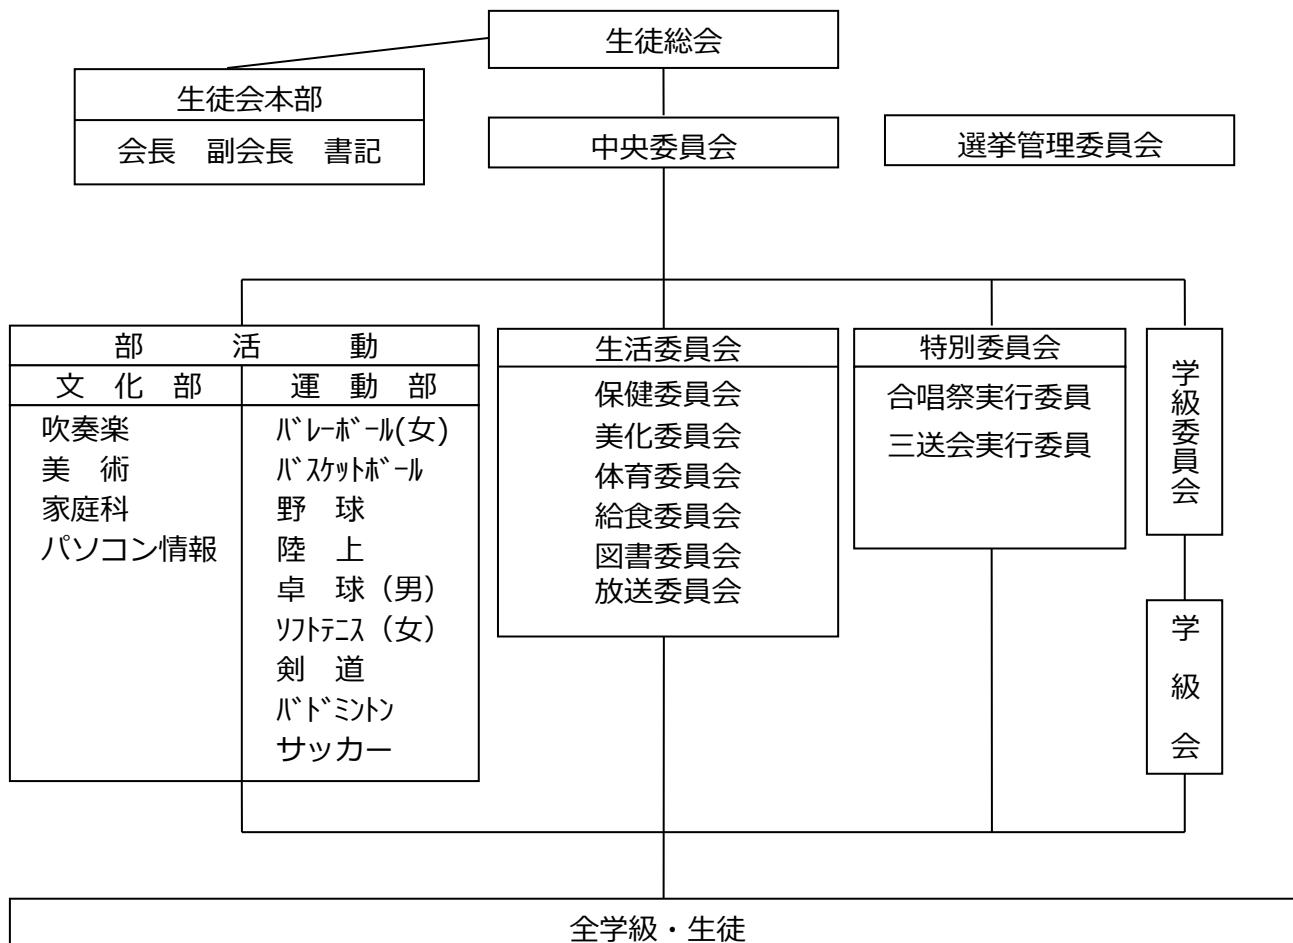 生徒総会
生徒会本部
会長　副会長　書記
中央委員会
選挙管理委員会
部　　活　　動
文　化　部
吹奏楽
美　術
家庭科
パソコン情報
運　動　部
ﾊﾞﾚｰﾎﾞｰﾙ(女)
ﾊﾞｽｹｯﾄﾎﾞｰﾙ
野　球
陸　上
卓　球（男）
ｿﾌﾄﾃﾆｽ（女）
剣　道
ﾊﾞﾄﾞﾐﾝﾄﾝ
サッカー
生活委員会
保健委員会
美化委員会
体育委員会
給食委員会
図書委員会
放送委員会
特別委員会
合唱祭実行委員
三送会実行委員
学級委員会
学　級　会
全学級・生徒